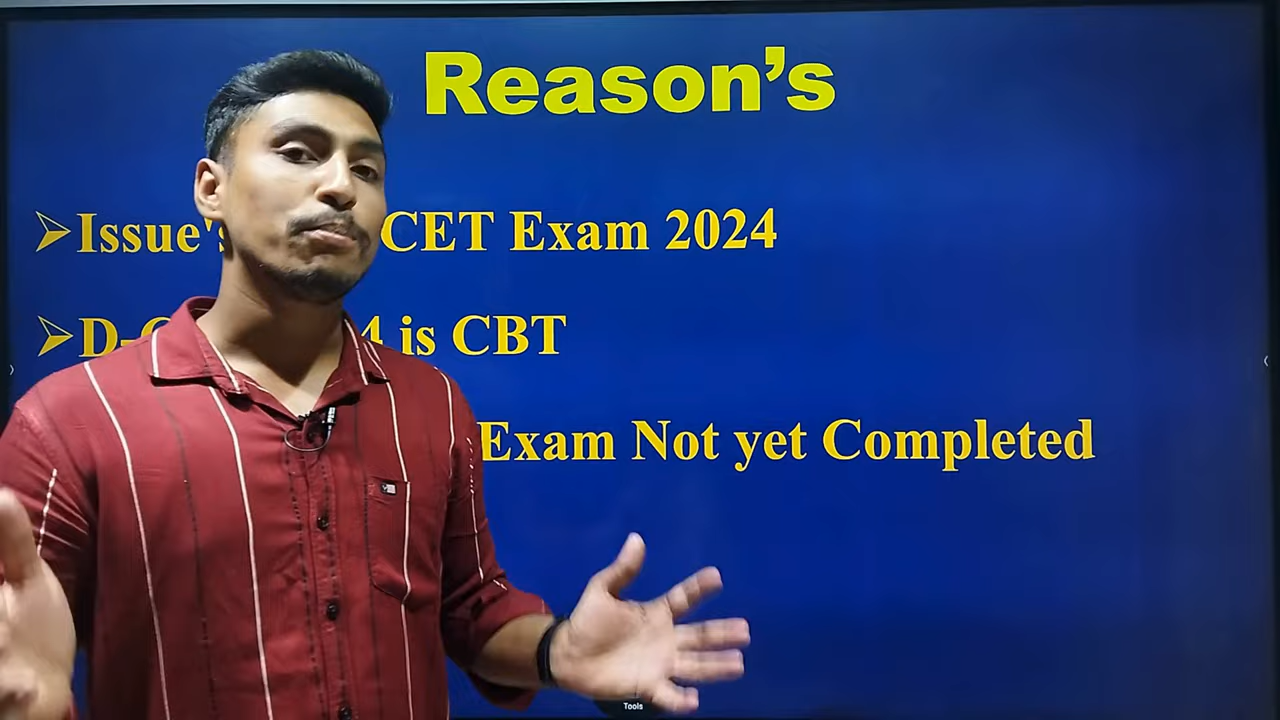 Reason's
Issue's CET Exam 2024
D- 4 is CBT
Exam Not yet Completed
Tools